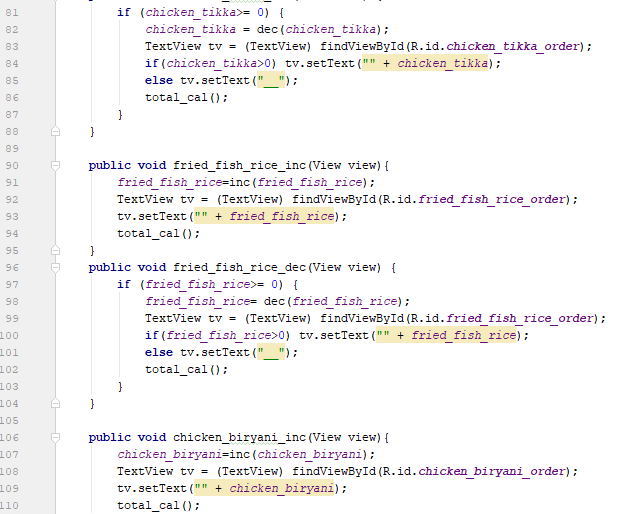 81 if (chicken_tikka>= 0) {
82 chicken_tikka = dec(chicken_tikka);
83 TextView tv = (TextView) findViewById(R.id.chicken_tikka_order);
84 if(chicken_tikka>0) tv.setText("" + chicken_tikka);
85 else tv.setText("__");
86 total_cal();
87 }
88 }
89
90 public void fried_fish_rice_inc(View view){
91 fried_fish_rice=inc(fried_fish_rice);
92 TextView tv = (TextView) findViewById(R.id.fried_fish_rice_order);
93 tv.setText("" + fried_fish_rice);
94 total_cal();
95 }
96 public void fried_fish_rice_dec(View view) {
97 if (fried_fish_rice>= 0) {
98 fried_fish_rice= dec(fried_fish_rice);
99 TextView tv = (TextView) findViewById(R.id.fried_fish_rice_order);
100 if(fried_fish_rice>0) tv.setText("" + fried_fish_rice);
101 else tv.setText("__");
102 total_cal();
103 }
104 }
105
106 public void chicken_biryani_inc(View view){
107 chicken_biryani=inc(chicken_biryani);
108 TextView tv = (TextView) findViewById(R.id.chicken_biryani_order);
109 tv.setText("" + chicken_biryani);
110 total_cal();